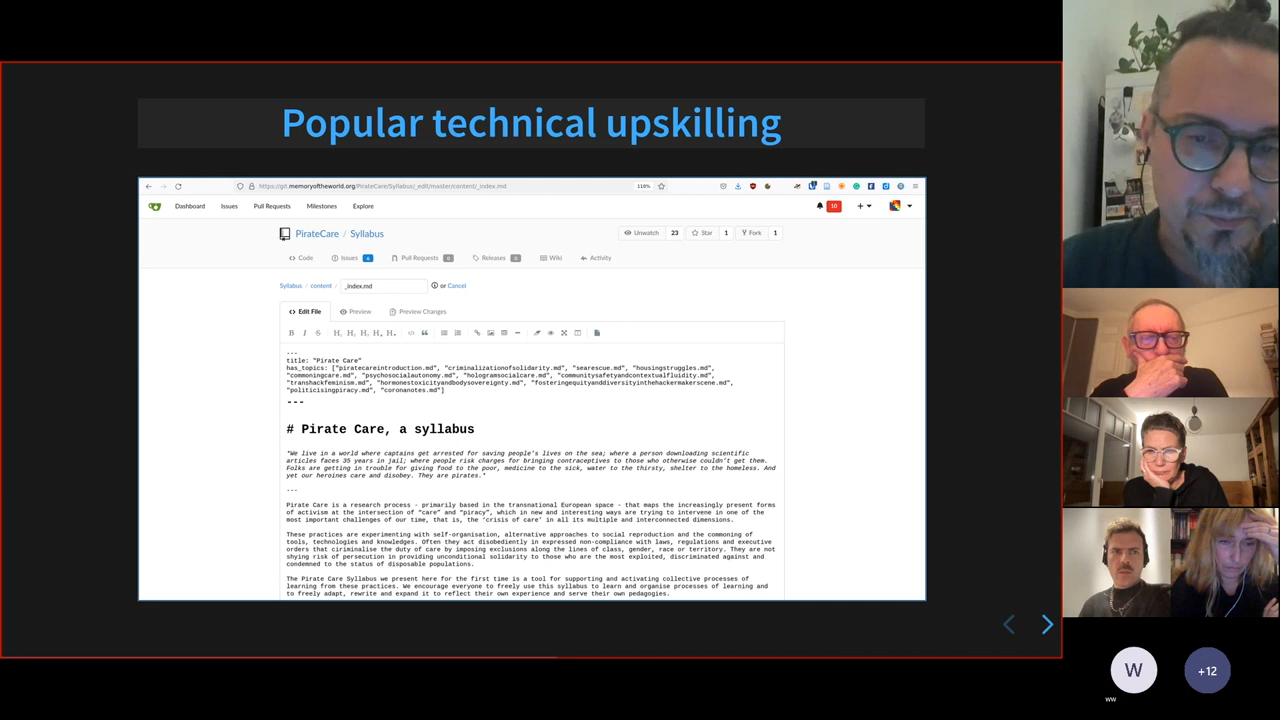 Popular technical upskilling
https://git.memoryoftheworld.org/PirateCare/Syllabus/_edit/master/content/_index.md
110%
Dashboard Issues Pull Requests Milestones Explore
10
PirateCare / Syllabus
Unwatch 23 Star 1 Fork 1
Code Issues 6 Pull Requests 0 Releases 0 Wiki Activity
Syllabus / content / _index.md or Cancel
Edit File Preview Preview Changes
---
title: "Pirate Care"
has_topics: ["piratecareintroduction.md", "criminalizationofsolidarity.md", "searescue.md", "housingstruggles.md",
"commoningcare.md", "psychosocialautonomy.md", "hologramsocialcare.md", "communitysafetyandcontextualfluidity.md",
"transhackfeminism.md", "hormonestoxicityandbodysovereignty.md", "fosteringequityanddiversityinthehackermakerscene.md",
"politicisingpiracy.md", "coronanotes.md"]
---
# Pirate Care, a syllabus
*We live in a world where captains get arrested for saving people's lives on the sea; where a person downloading scientific
articles faces 35 years in jail; where people risk charges for bringing contraceptives to those who otherwise couldn't get them.
Folks are getting in trouble for giving food to the poor, medicine to the sick, water to the thirsty, shelter to the homeless. And
yet our heroines care and disobey. They are pirates.*
---
Pirate Care is a research process - primarily based in the transnational European space - that maps the increasingly present forms
of activism at the intersection of “care” and “piracy”, which in new and interesting ways are trying to intervene in one of the
most important challenges of our time, that is, the ‘crisis of care’ in all its multiple and interconnected dimensions.
These practices are experimenting with self-organisation, alternative approaches to social reproduction and the commoning of
tools, technologies and knowledges. Often they act disobediently in expressed non-compliance with laws, regulations and executive
orders that ciriminalise the duty of care by imposing exclusions along the lines of class, gender, race or territory. They are not
shying risk of persecution in providing unconditional solidarity to those who are the most exploited, discriminated against and
condemned to the status of disposable populations.
The Pirate Care Syllabus we present here for the first time is a tool for supporting and activating collective processes of
learning from these practices. We encourage everyone to freely use this syllabus to learn and organise processes of learning and
to freely adapt, rewrite and expand it to reflect their own experience and serve their own pedagogies.
W
+12
ww